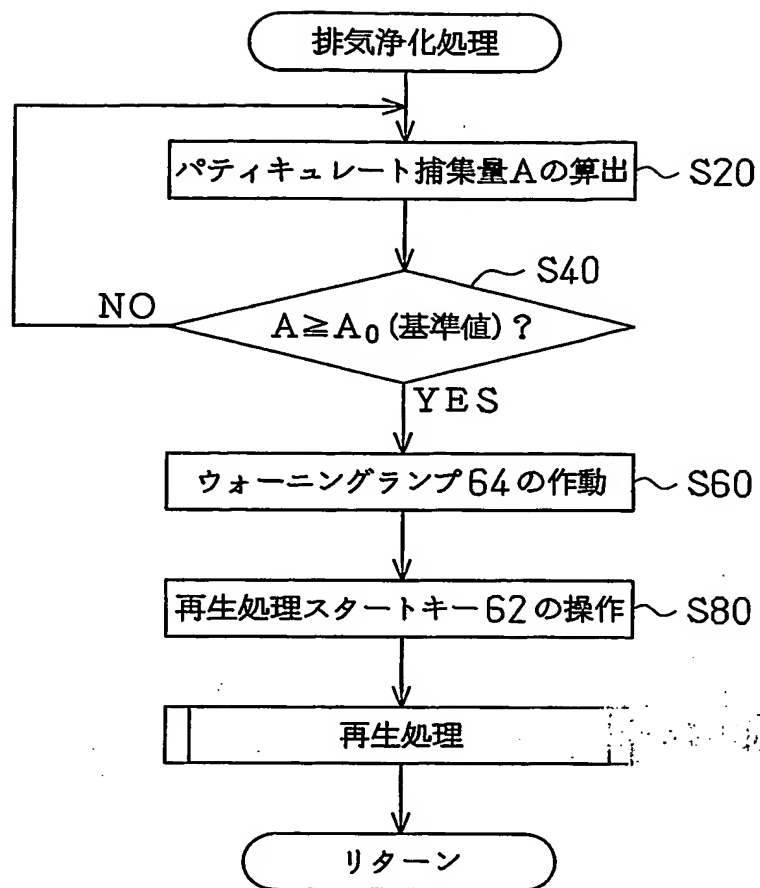 排気浄化処理
パティキュレート捕集量Aの算出 S20
S40
NO
A≧A₀(基準値)?
YES
ウォーニングランプ64の作動 S60
再生処理スタートキー62の操作 S80
再生処理
リターン